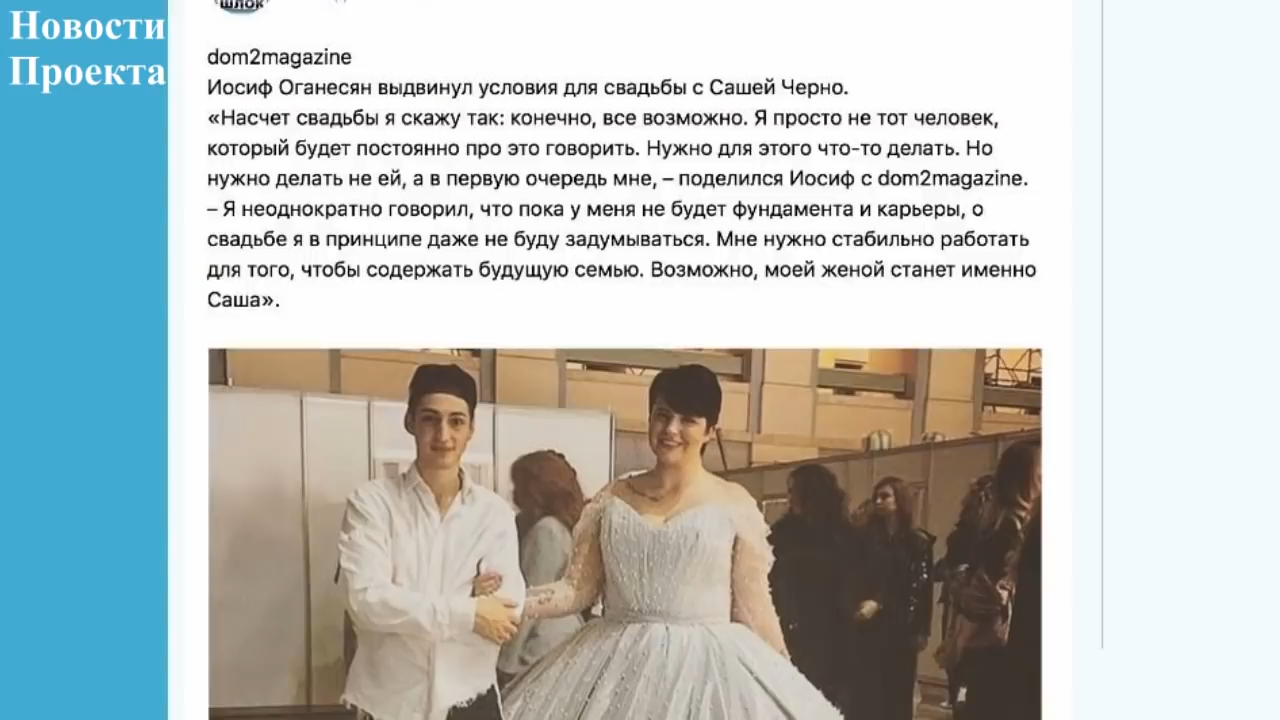 Новости
Проекта
шлок
dom2magazine
Иосиф Оганесян выдвинул условия для свадьбы с Сашей Черно.
«Насчет свадьбы я скажу так: конечно, все возможно. Я просто не тот человек,
который будет постоянно про это говорить. Нужно для этого что-то делать. Но
нужно делать не ей, а в первую очередь мне, – поделился Иосиф с dom2magazine.
– Я неоднократно говорил, что пока у меня не будет фундамента и карьеры, о
свадьбе я в принципе даже не буду задумываться. Мне нужно стабильно работать
для того, чтобы содержать будущую семью. Возможно, моей женой станет именно
Саша».